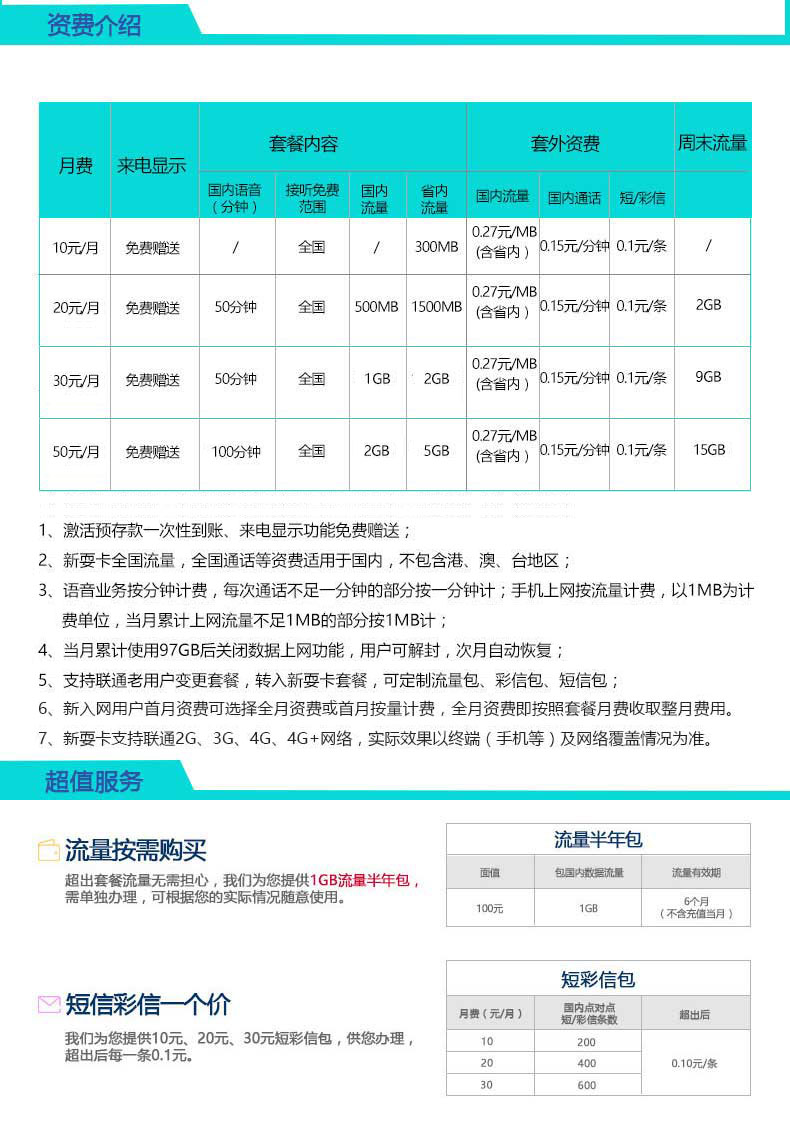 资费介绍
月费 来电显示 套餐内容 套外资费 周末流量
国内语音（分钟） 接听免费范围 国内流量 省内流量 国内流量 国内通话 短/彩信
10元/月 免费赠送 / 全国 / 300MB 0.27元/MB(含省内） 0.15元/分钟 0.1元/条 /
20元/月 免费赠送 50分钟 全国 500MB 1500MB 0.27元/MB(含省内） 0.15元/分钟 0.1元/条 2GB
30元/月 免费赠送 50分钟 全国 1GB 2GB 0.27元/MB(含省内） 0.15元/分钟 0.1元/条 9GB
50元/月 免费赠送 100分钟 全国 2GB 5GB 0.27元/MB(含省内） 0.15元/分钟 0.1元/条 15GB
1、激活预存款一次性到账、来电显示功能免费赠送；
2、新耍卡全国流量，全国通话等资费适用于国内，不包含港、澳、台地区；
3、语音业务按分钟计费，每次通话不足一分钟的部分按一分钟计；手机上网按流量计费，以1MB为计
费单位，当月累计上网流量不足1MB的部分按1MB计；
4、当月累计使用97GB后关闭数据上网功能，用户可解封，次月自动恢复；
5、支持联通老用户变更套餐，转入新耍卡套餐，可定制流量包、彩信包、短信包；
6、新入网用户首月资费可选择全月资费或首月按量计费，全月资费即按照套餐月费收取整月费用。
7、新耍卡支持联通2G、3G、4G、4G+网络，实际效果以终端（手机等）及网络覆盖情况为准。
超值服务
流量按需购买
超出套餐流量无需担心，我们为您提供1GB流量半年包，
需单独办理，可根据您的实际情况随意使用。
流量半年包
面值 包国内数据流量 流量有效期
100元 1GB 6个月（不含充值当月）
短信彩信一个价
我们为您提供10元、20元、30元短彩信包，供您办理，
超出后每一条0.1元。
短彩信包
月费（元/月） 国内点对点短/彩信条数 超出后
10 200
20 400 0.10元/条
30 600